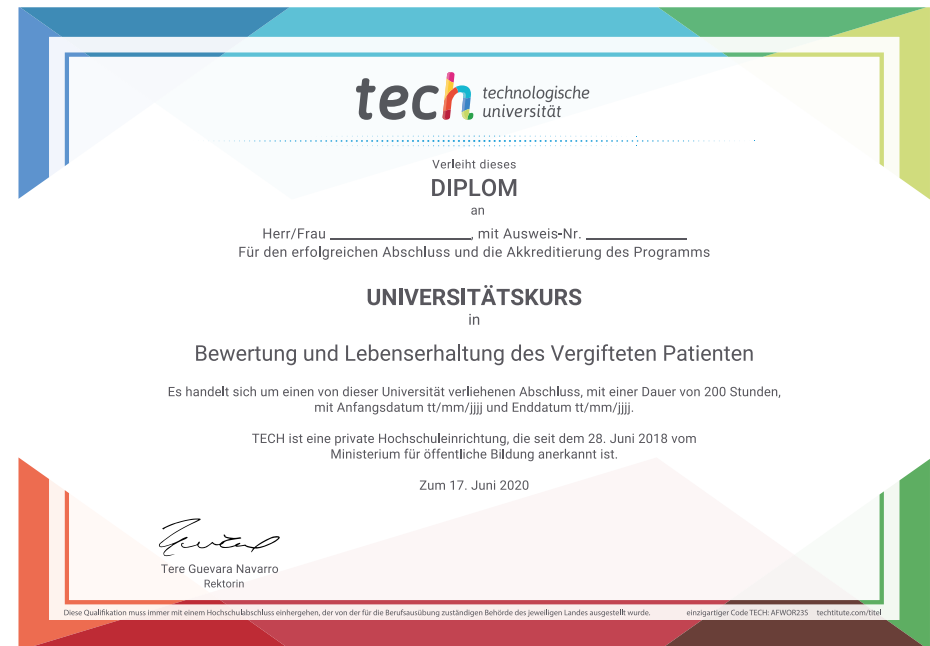 tech technologische
universität
Verleiht dieses
DIPLOM
an
Herr/Frau ____________________, mit Ausweis-Nr. ______________
Für den erfolgreichen Abschluss und die Akkreditierung des Programms
UNIVERSITÄTSKURS
in
Bewertung und Lebenserhaltung des Vergifteten Patienten
Es handelt sich um einen von dieser Universität verliehenen Abschluss, mit einer Dauer von 200 Stunden,
mit Anfangsdatum tt/mm/jjjj und Enddatum tt/mm/jjjj.
TECH ist eine private Hochschuleinrichtung, die seit dem 28. Juni 2018 vom
Ministerium für öffentliche Bildung anerkannt ist.
Zum 17. Juni 2020
Tere Guevara Navarro
Rektorin
Diese Qualifikation muss immer mit einem Hochschulabschluss einhergehen, der von der für die Berufsausübung zuständigen Behörde des jeweiligen Landes ausgestellt wurde. einzigartiger Code TECH: AFWOR23S techtitute.com/titel